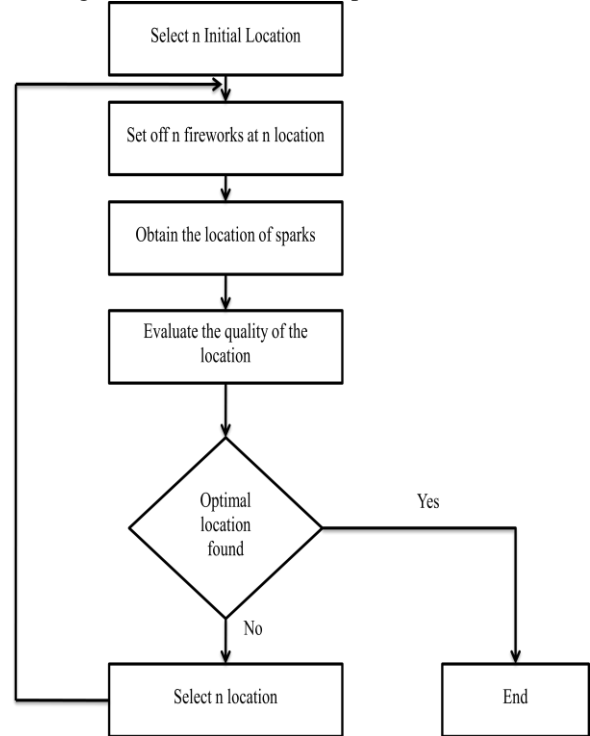 Select n Initial Location
Set off n fireworks at n location
Obtain the location of sparks
Evaluate the quality of the
location
Optimal
location
found
Yes
No
Select n location
End